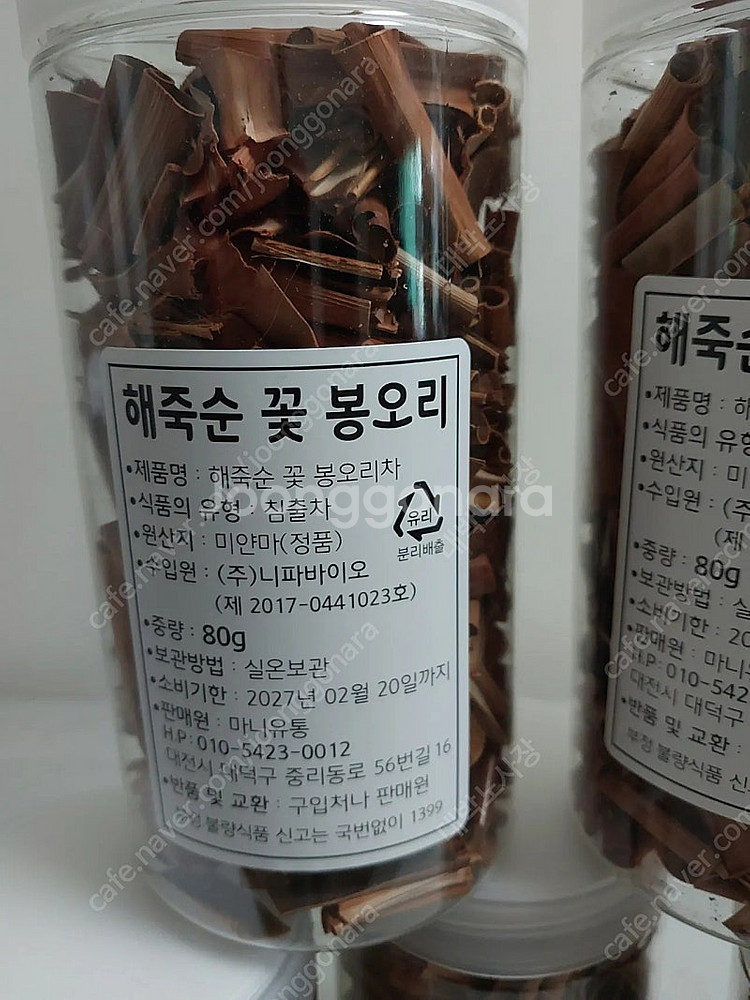 해죽순 꽃 봉오리
•제품명 : 해죽순 꽃 봉오리차
•식품의 유형 : 침출차
•원산지 : 미얀마(정품)
•수입원 : (주)니파바이오
(제 2017-0441023호)
유리
분리배출
•중량 : 80g
•보관방법 : 실온보관
•소비기한 : 2027년 02월 20일까지
•판매원 : 마니유통
H.P : 010-5423-0012
대전시 대덕구 중리동로 56번길 16
•반품 및 교환 : 구입처나 판매원
부정 불량식품 신고는 국번없이 1399
해죽순
•제품명 : 해
•식품의 유형
•원산지 : 미
•수입원 : (주
(제
•중량 : 80g
•보관방법 : 실
•소비기한 : 20
•판매원 : 마니
H.P : 010-542
대전시 대덕구
•반품 및 교환 :
부정 불량식품 신고
joonggonara
cafe.naver.com/joonggonara